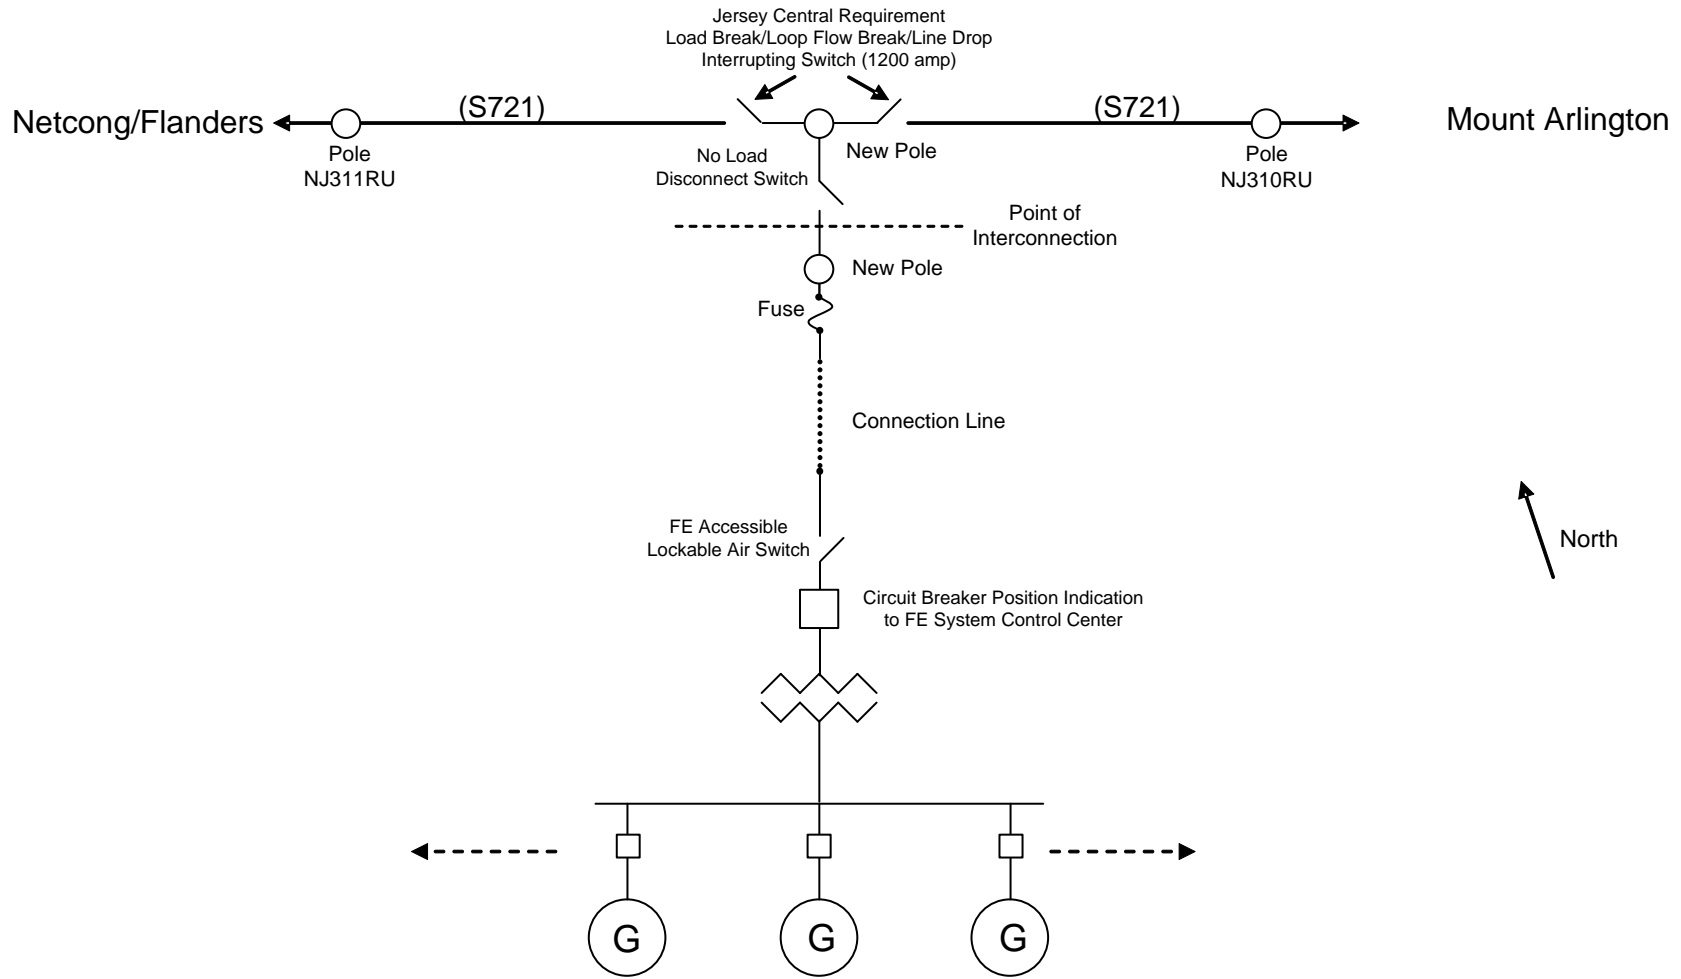 Jersey Central Requirement
Load Break/Loop Flow Break/Line Drop
Interrupting Switch (1200 amp)
Netcong/Flanders
(S721)
(S721)
Mount Arlington
Pole
NJ311RU
No Load
Disconnect Switch
New Pole
Pole
NJ310RU
Point of
Interconnection
New Pole
Fuse
Connection Line
FE Accessible
Lockable Air Switch
North
Circuit Breaker Position Indication
to FE System Control Center
G
G
G